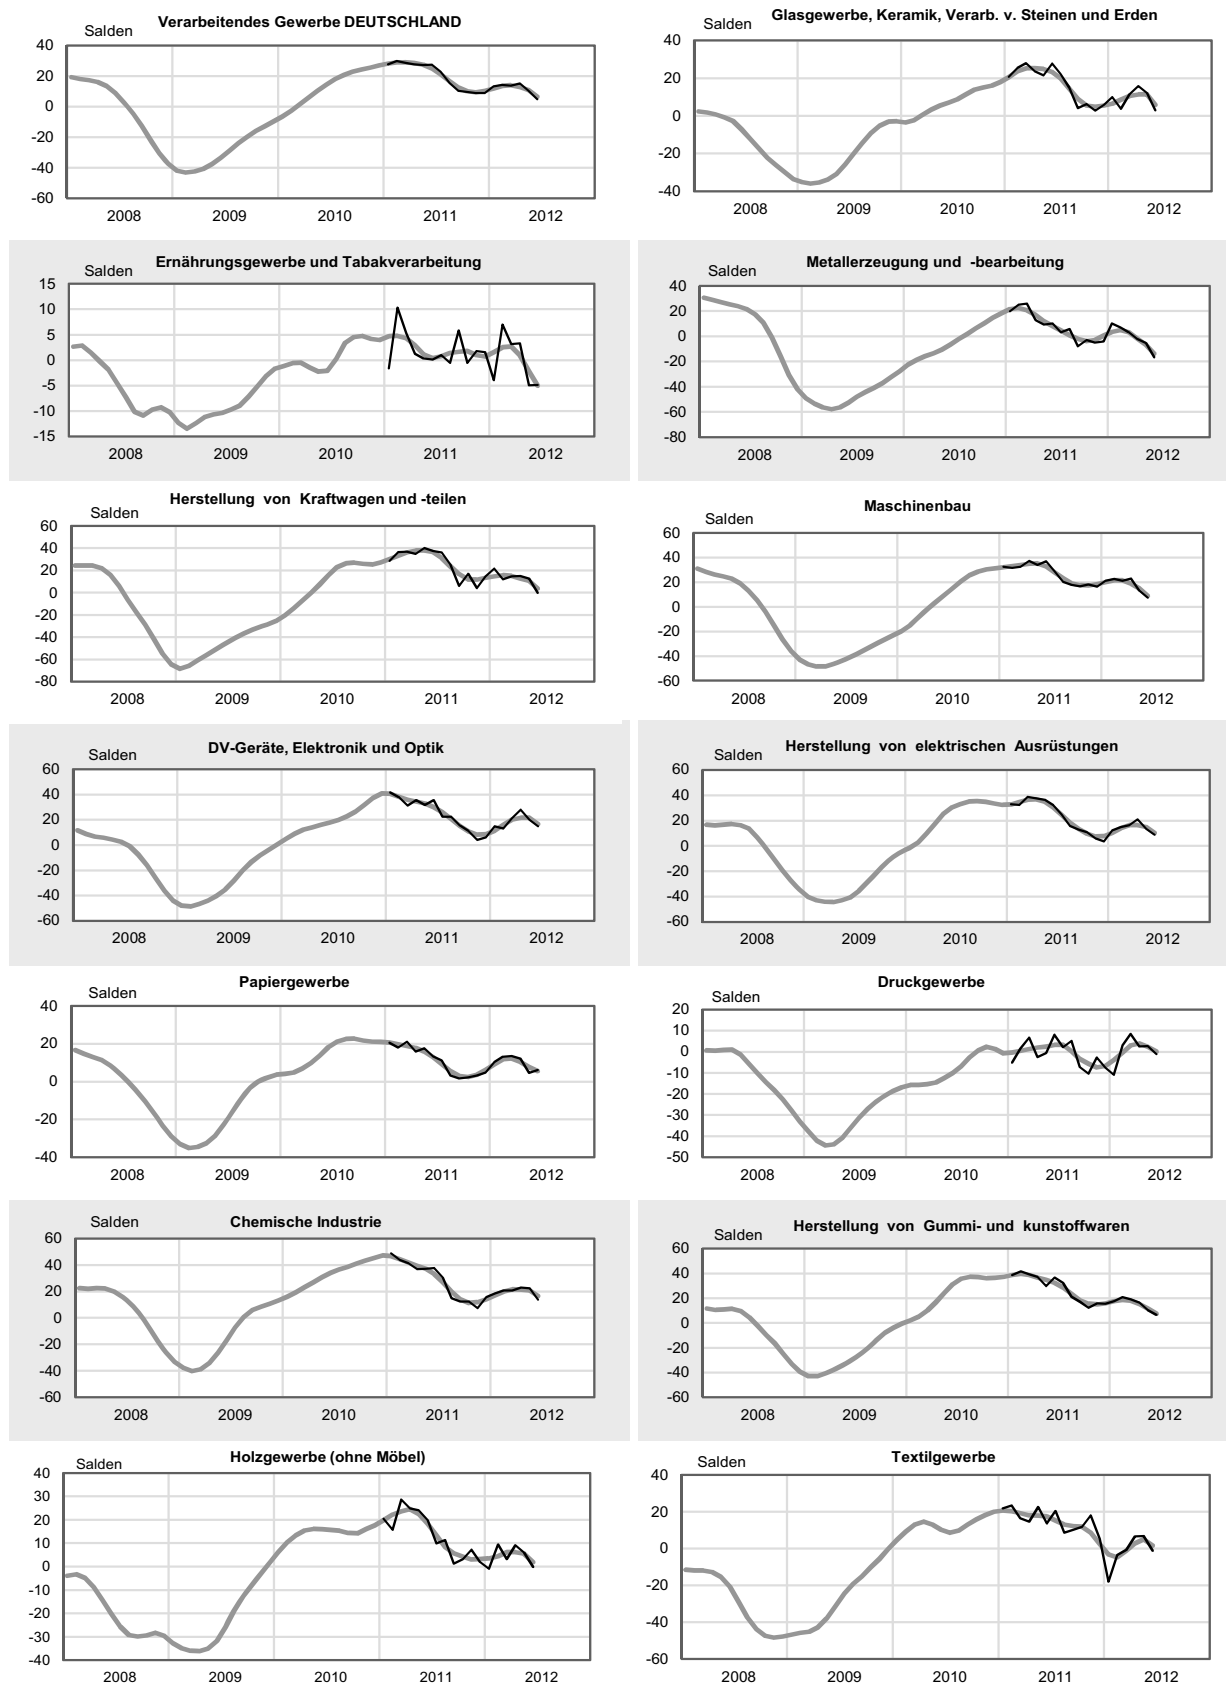 Verarbeitendes Gewerbe DEUTSCHLAND
Salden
40
20
0
-20
-40
-60
2008 2009 2010 2011 2012
Glasgewerbe, Keramik, Verarb. v. Steinen und Erden
Salden
40
20
0
-20
-40
2008 2009 2010 2011 2012
Ernährungsgewerbe und Tabakverarbeitung
Salden
15
10
5
0
-5
-10
-15
2008 2009 2010 2011 2012
Metallerzeugung und -bearbeitung
Salden
40
20
0
-20
-40
-60
-80
2008 2009 2010 2011 2012
Herstellung von Kraftwagen und -teilen
Salden
60
40
20
0
-20
-40
-60
-80
2008 2009 2010 2011 2012
Maschinenbau
Salden
60
40
20
0
-20
-40
-60
2008 2009 2010 2011 2012
DV-Geräte, Elektronik und Optik
Salden
60
40
20
0
-20
-40
-60
2008 2009 2010 2011 2012
Herstellung von elektrischen Ausrüstungen
Salden
60
40
20
0
-20
-40
-60
2008 2009 2010 2011 2012
Papiergewerbe
Salden
40
20
0
-20
-40
2008 2009 2010 2011 2012
Druckgewerbe
Salden
20
10
0
-10
-20
-30
-40
-50
2008 2009 2010 2011 2012
Chemische Industrie
Salden
60
40
20
0
-20
-40
-60
2008 2009 2010 2011 2012
Herstellung von Gummi- und kunstoffwaren
Salden
60
40
20
0
-20
-40
-60
2008 2009 2010 2011 2012
Holzgewerbe (ohne Möbel)
Salden
40
30
20
10
0
-10
-20
-30
-40
2008 2009 2010 2011 2012
Textilgewerbe
Salden
40
20
0
-20
-40
-60
2008 2009 2010 2011 2012